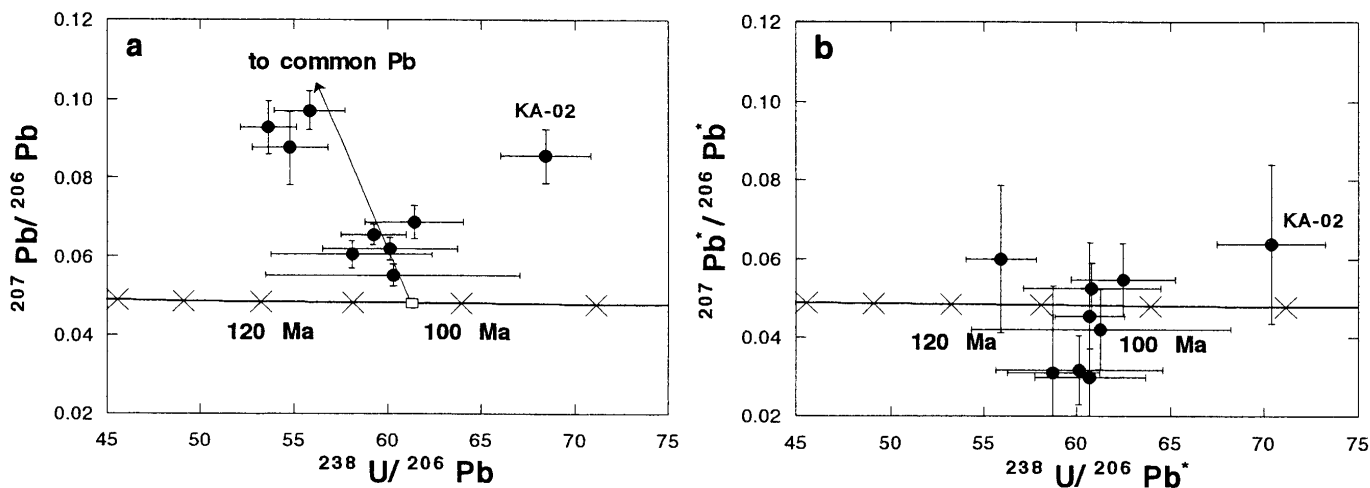 a
to common Pb
KA-02
120 Ma
100 Ma
0.12
0.10
0.08
0.06
0.04
0.02
45 50 55 60 65 70 75
207 Pb/ 206 Pb
238 U/ 206 Pb
b
KA-02
120 Ma
100 Ma
0.12
0.10
0.08
0.06
0.04
0.02
45 50 55 60 65 70 75
207 Pb* / 206 Pb*
238 U/ 206 Pb*